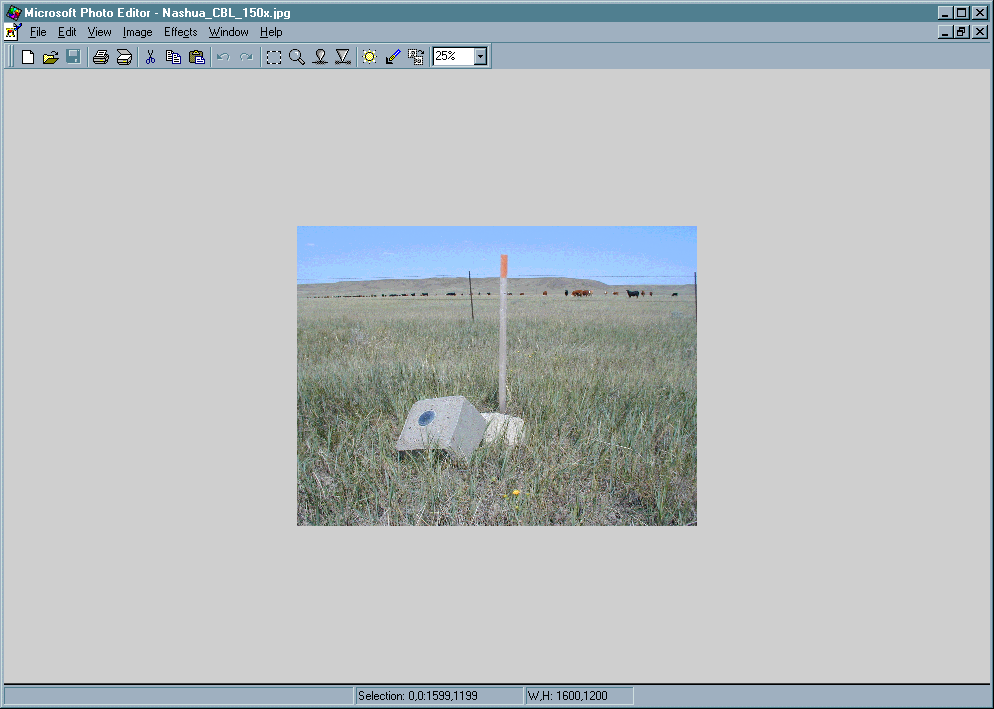 Microsoft Photo Editor - Nashua_CBL_150x.jpg
File Edit View Image Effects Window Help
25%
Selection: 0,0:1599,1199 W,H: 1600,1200